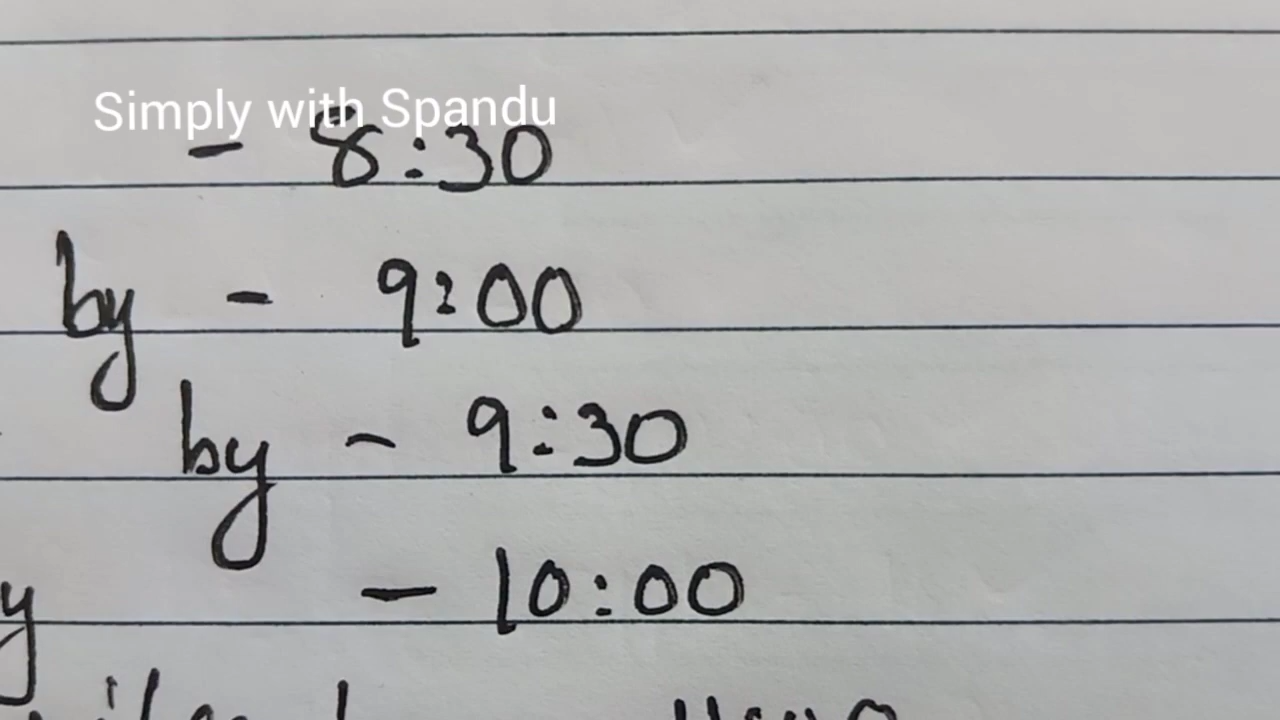 Simply with Spandu
- 8:30
by - 9:00
by - 9:30
y - 10:00